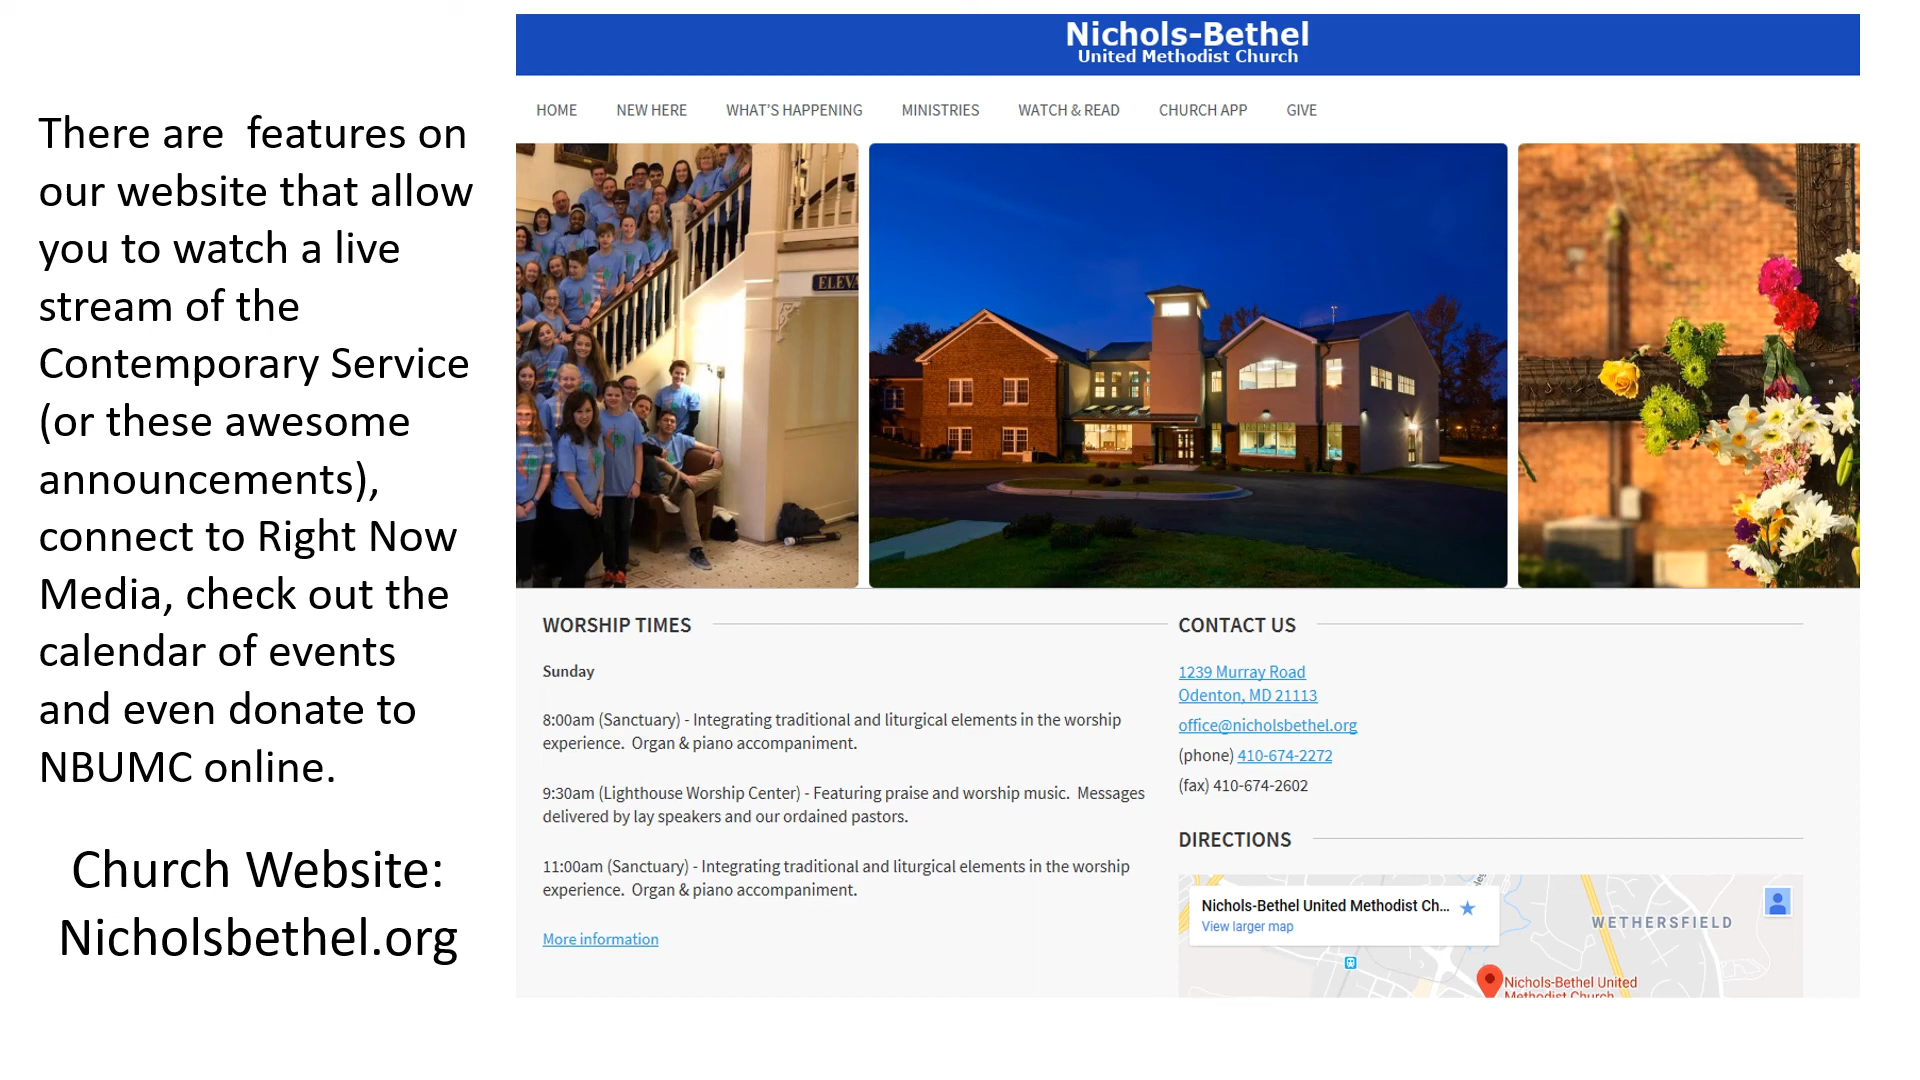 There are  features on
our website that allow
you to watch a live
stream of the
Contemporary Service
(or these awesome
announcements),
connect to Right Now
Media, check out the
calendar of events
and even donate to
NBUMC online.
Church Website:
Nicholsbethel.org
Nichols-Bethel
United Methodist Church
HOME NEW HERE WHAT'S HAPPENING MINISTRIES WATCH & READ CHURCH APP GIVE
ELEVA
WORSHIP TIMES
Sunday
8:00am (Sanctuary) - Integrating traditional and liturgical elements in the worship
experience.  Organ & piano accompaniment.
9:30am (Lighthouse Worship Center) - Featuring praise and worship music.  Messages
delivered by lay speakers and our ordained pastors.
11:00am (Sanctuary) - Integrating traditional and liturgical elements in the worship
experience.  Organ & piano accompaniment.
More information
CONTACT US
1239 Murray Road
Odenton, MD 21113
office@nicholsbethel.org
(phone) 410-674-2272
(fax) 410-674-2602
DIRECTIONS
Nichols-Bethel United Methodist Ch...
View larger map
WETHERSFIELD
Nichols-Bethel United
Methodist Church